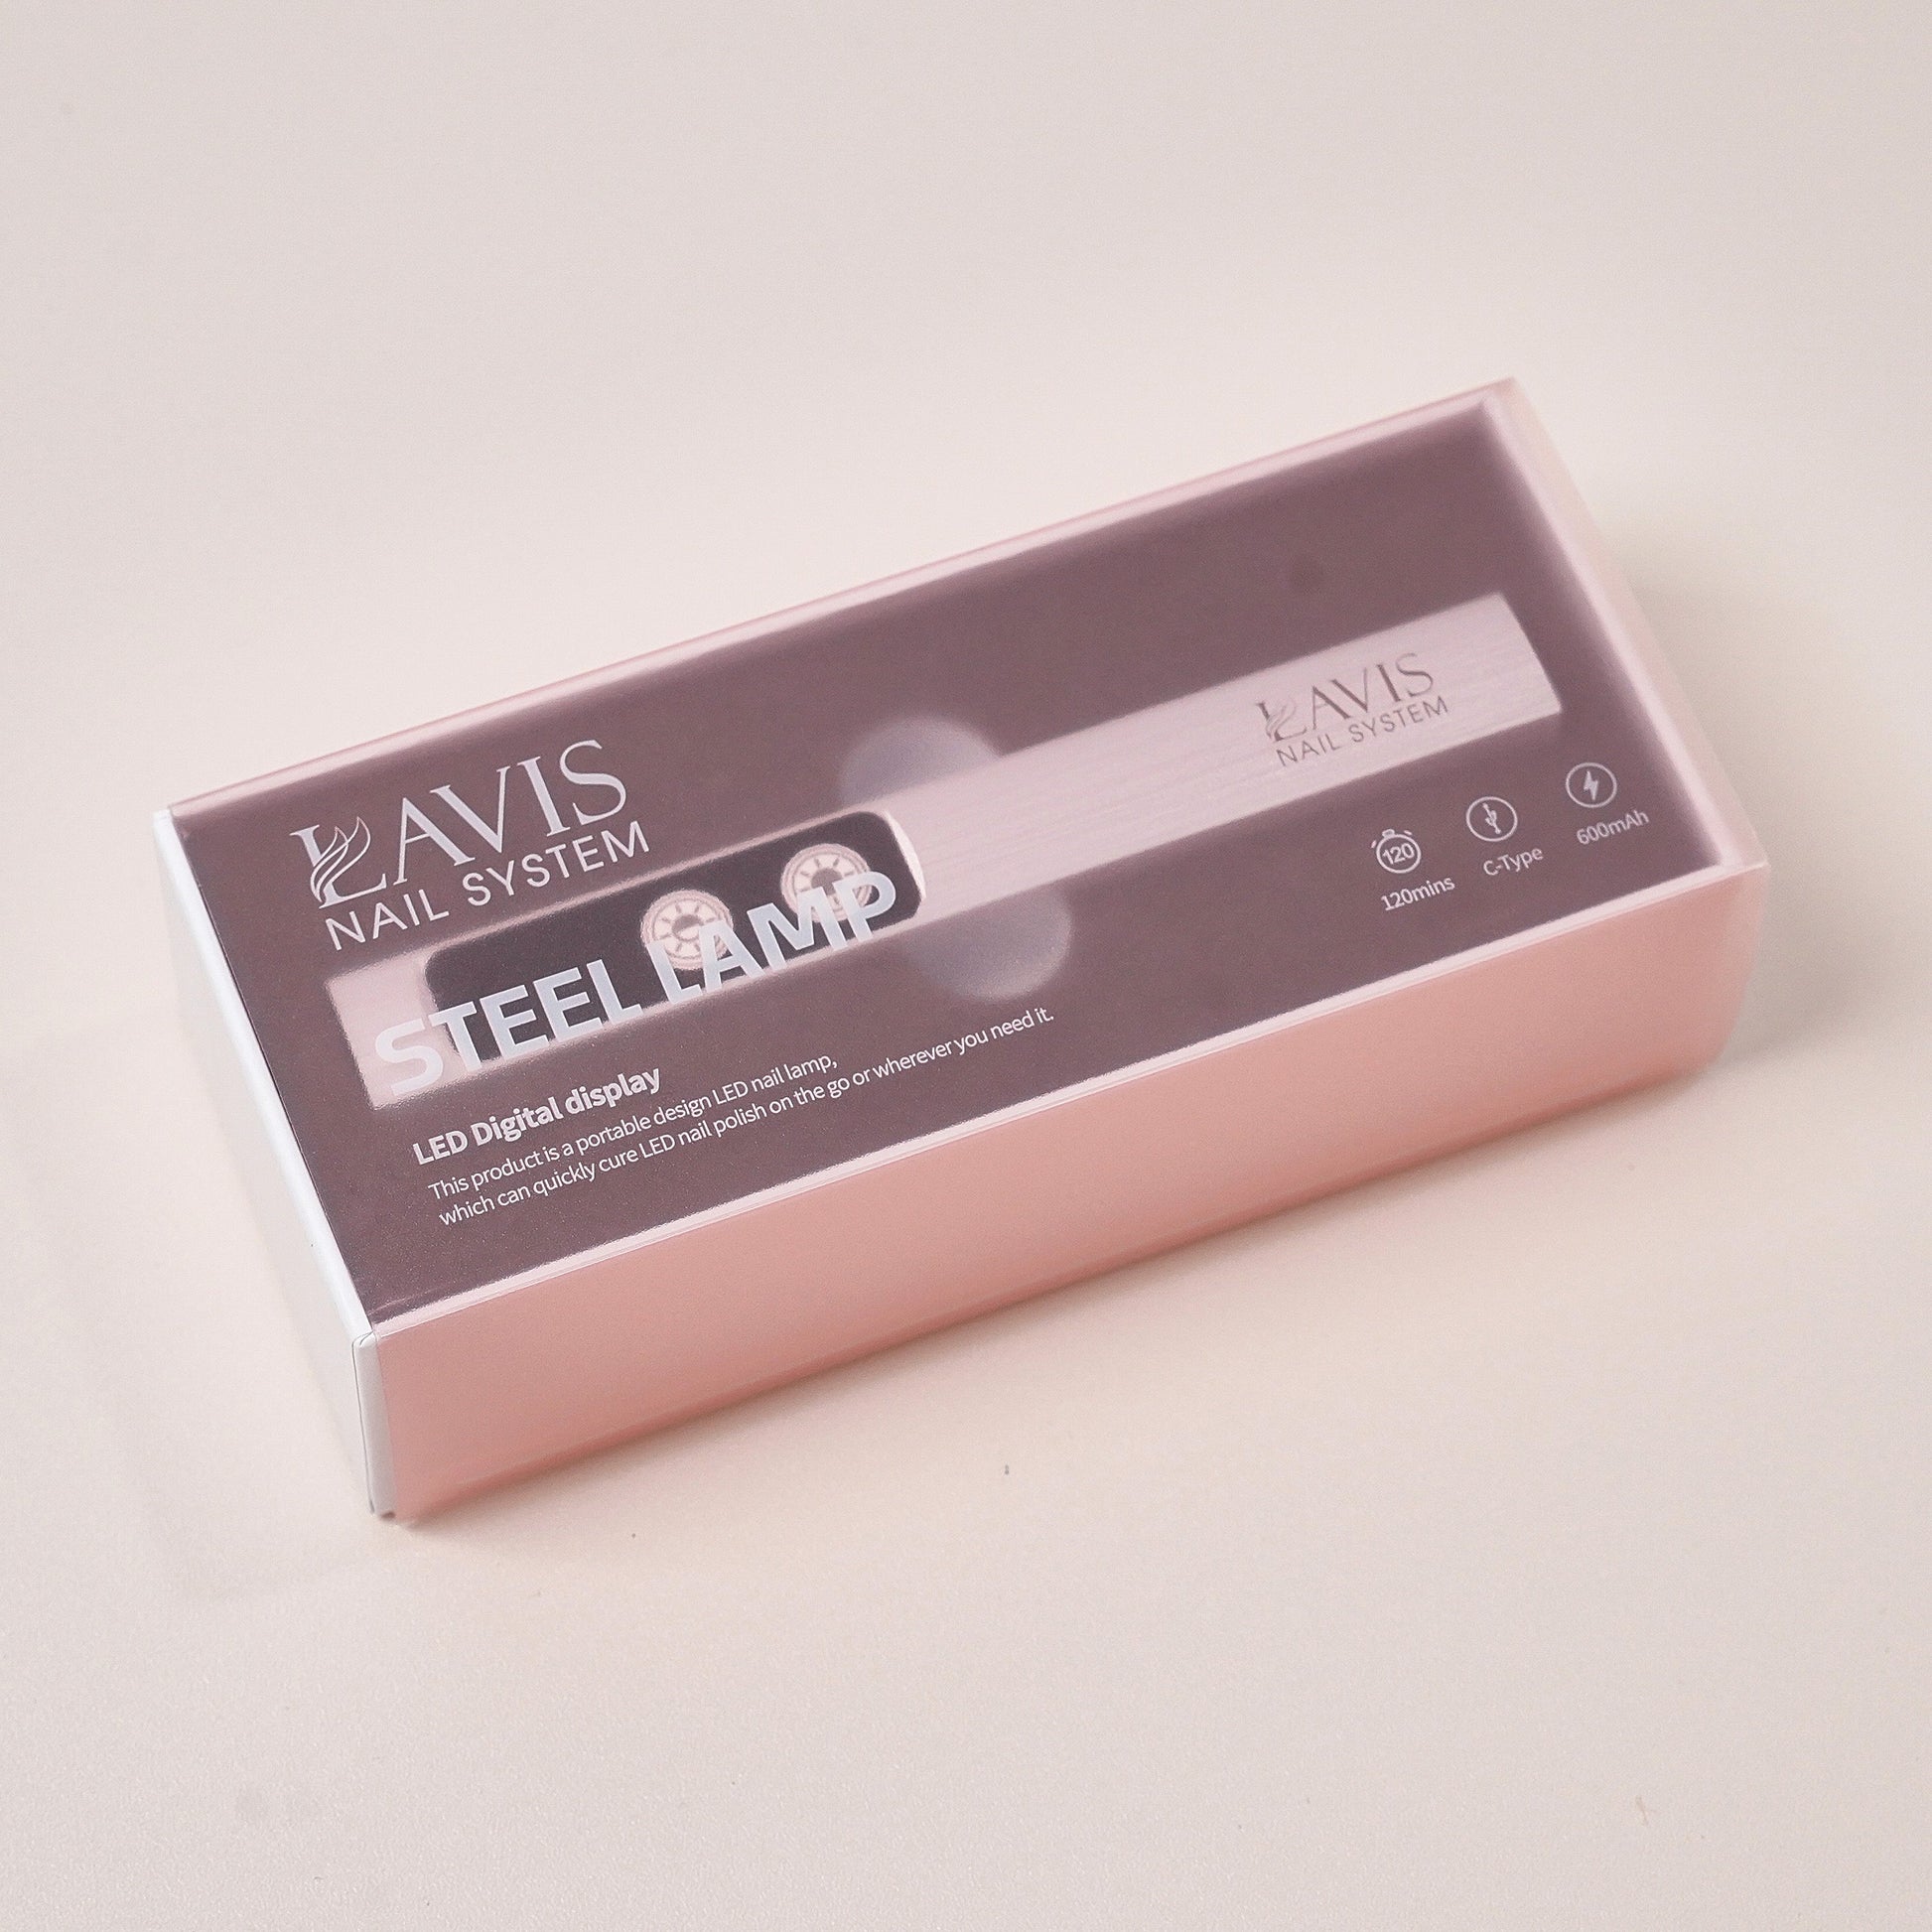 LAVIS
NAIL SYSTEM
STEEL LAMP
LED Digital display
This product is a portable design LED nail lamp,
which can quickly cure LED nail polish on the go or wherever you need it.
LAVIS
NAIL SYSTEM
120
120mins
C-Type
600mAh